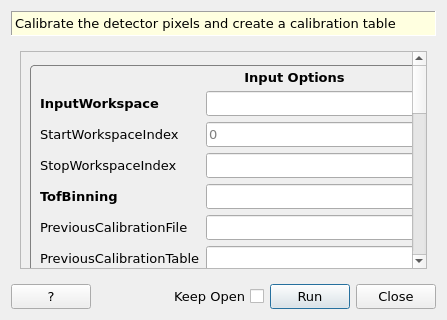 Calibrate the detector pixels and create a calibration table
Input Options
InputWorkspace
StartWorkspaceIndex 0
StopWorkspaceIndex
TofBinning
PreviousCalibrationFile
PreviousCalibrationTable
? Keep Open Run Close